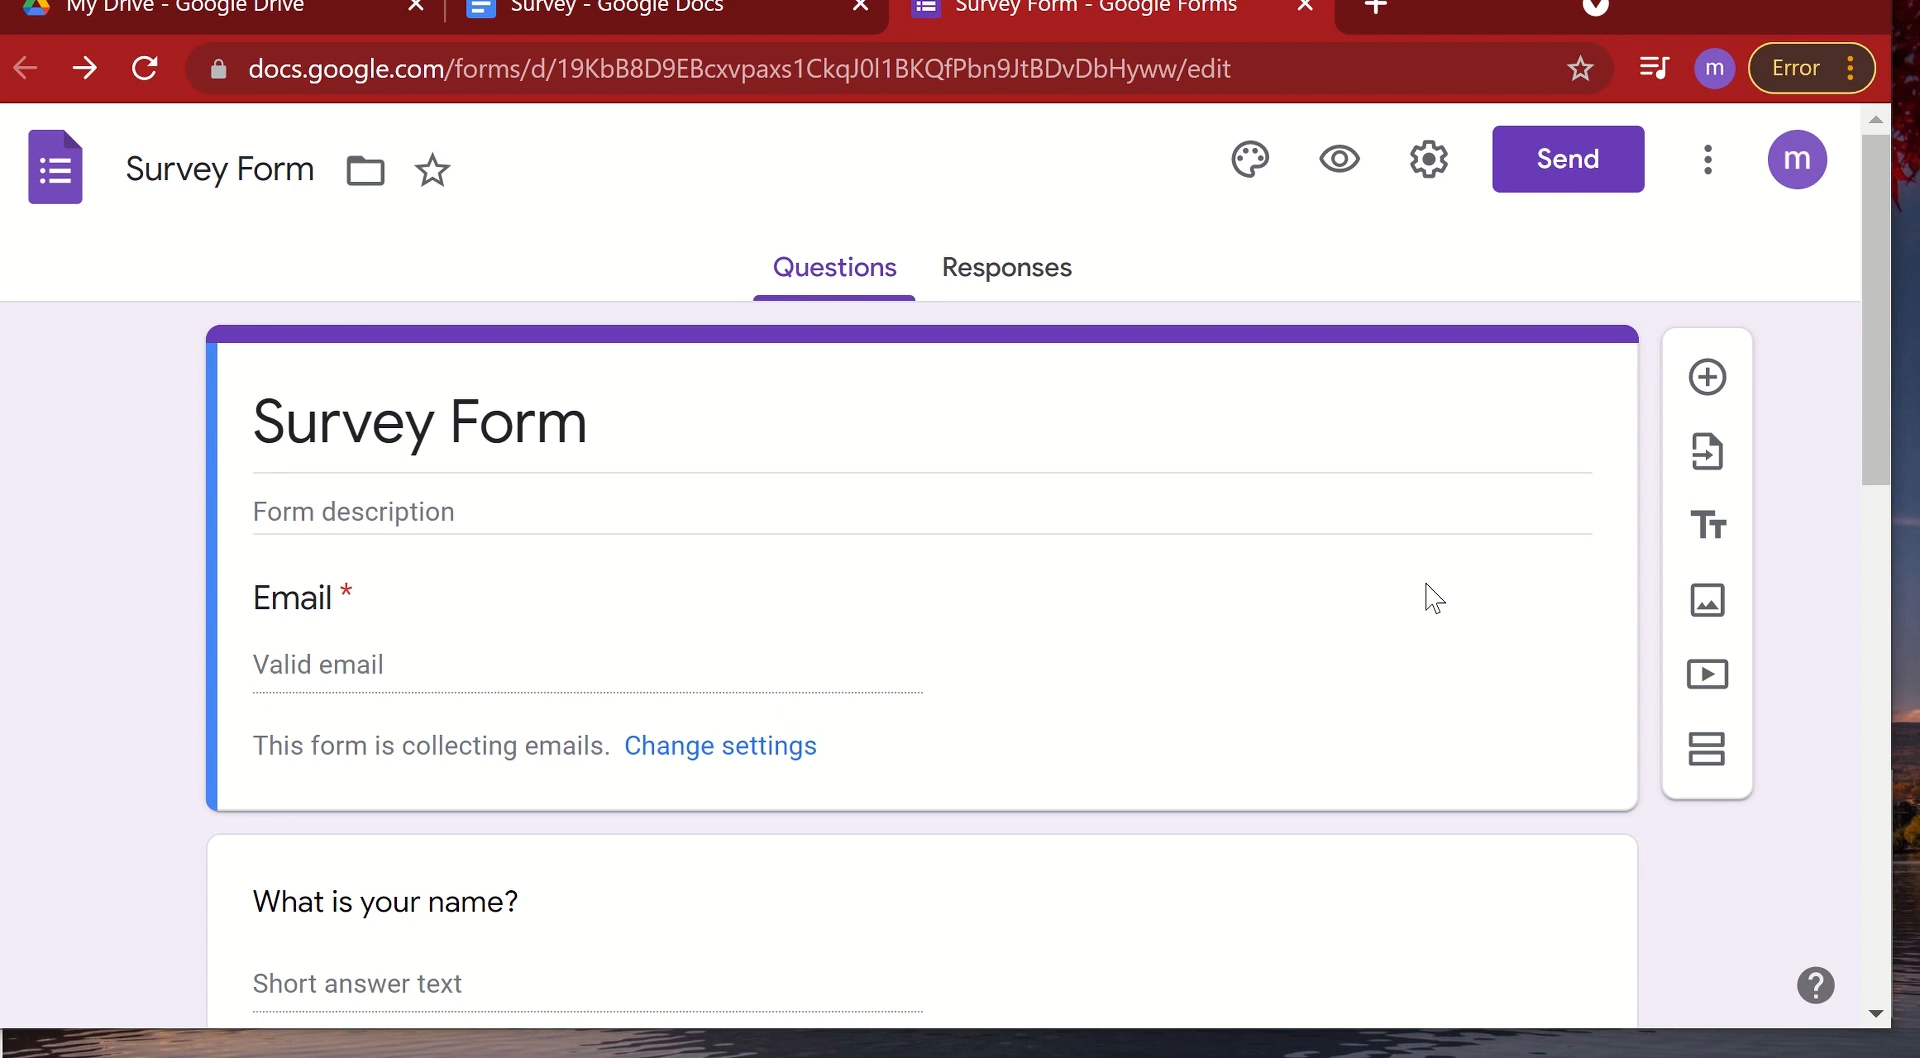 My Drive - Google Drive
Survey - Google Docs
Survey Form - Google Forms
docs.google.com/forms/d/19KbB8D9EBcxvpaxs1CkqJ0l1BKQfPbn9JtBDvDbHyww/edit
m
Error
Survey Form
Send
m
Questions
Responses
Survey Form
Form description
Email *
Valid email
This form is collecting emails. Change settings
What is your name?
Short answer text